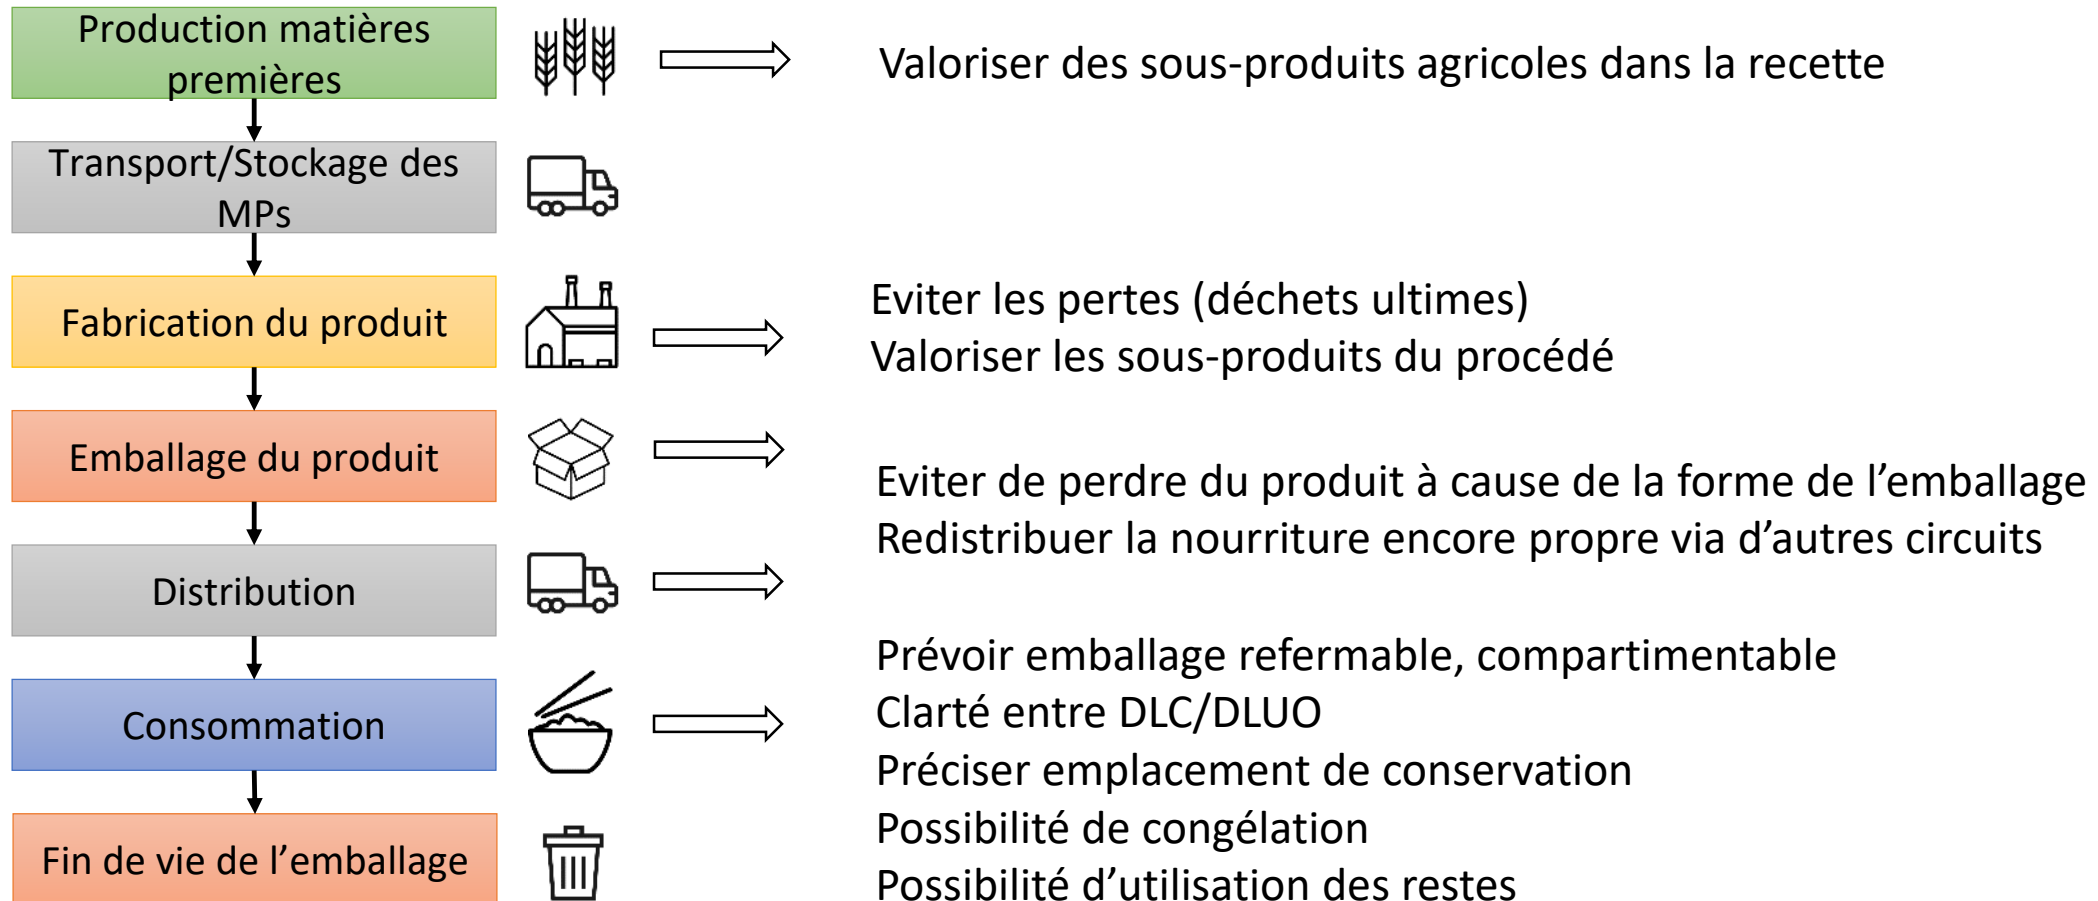 Production matières
premières
Valoriser des sous-produits agricoles dans la recette
Transport/Stockage des
MPs
Fabrication du produit
Eviter les pertes (déchets ultimes)
Valoriser les sous-produits du procédé
Emballage du produit
Eviter de perdre du produit à cause de la forme de l’emballage
Redistribuer la nourriture encore propre via d’autres circuits
Distribution
Consommation
Prévoir emballage refermable, compartimentable
Clarté entre DLC/DLUO
Préciser emplacement de conservation
Possibilité de congélation
Possibilité d’utilisation des restes
Fin de vie de l’emballage